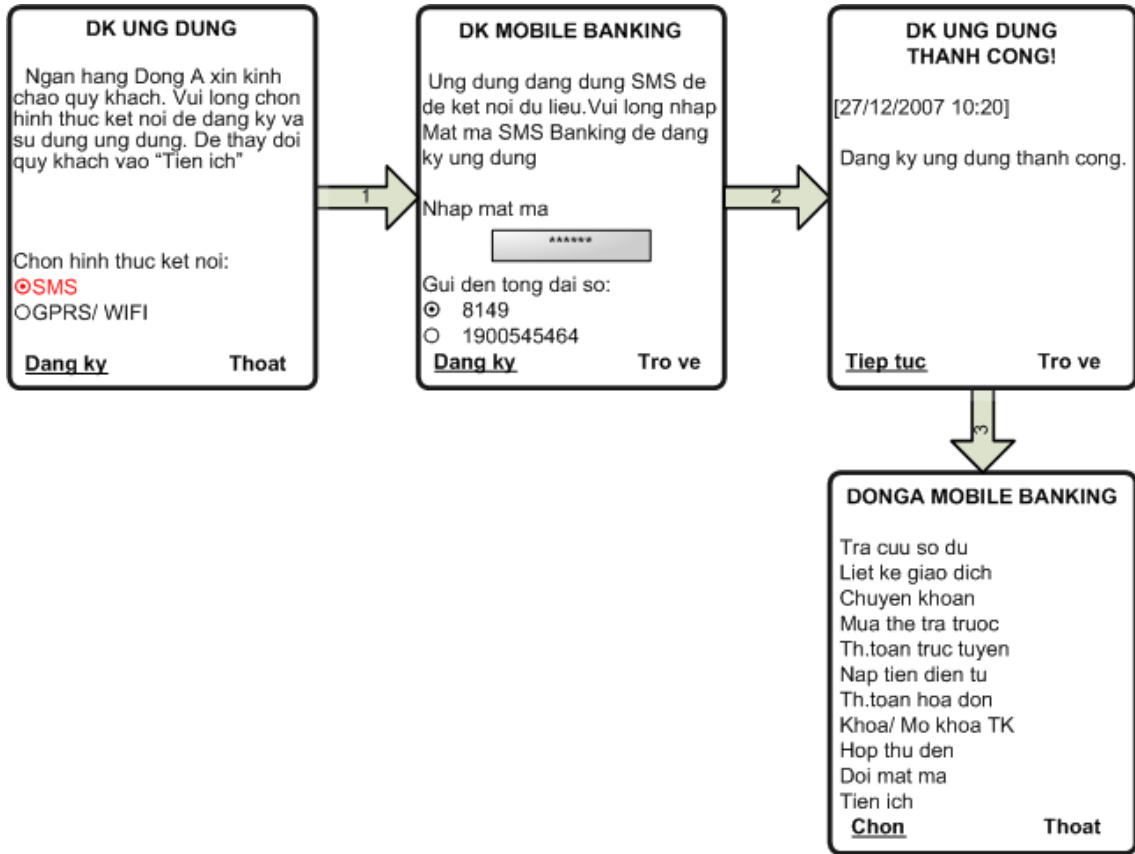 DK UNG DUNG
Ngan hang Dong A xin kinh
chao quy khach. Vui long chon
hinh thuc ket noi de dang ky va
su dung ung dung. De thay doi
quy khach vao “Tien ich”
Chon hinh thuc ket noi:
SMS
GPRS/ WIFI
Dang ky Thoat
1
DK MOBILE BANKING
Ung dung dang dung SMS de
de ket noi du lieu.Vui long nhap
Mat ma SMS Banking de dang
ky ung dung
Nhap mat ma
******
Gui den tong dai so:
8149
1900545464
Dang ky Tro ve
2
DK UNG DUNG
THANH CONG!
[27/12/2007 10:20]
Dang ky ung dung thanh cong.
Tiep tuc Tro ve
3
DONGA MOBILE BANKING
Tra cuu so du
Liet ke giao dich
Chuyen khoan
Mua the tra truoc
Th.toan truc tuyen
Nap tien dien tu
Th.toan hoa don
Khoa/ Mo khoa TK
Hop thu den
Doi mat ma
Tien ich
Chon Thoat